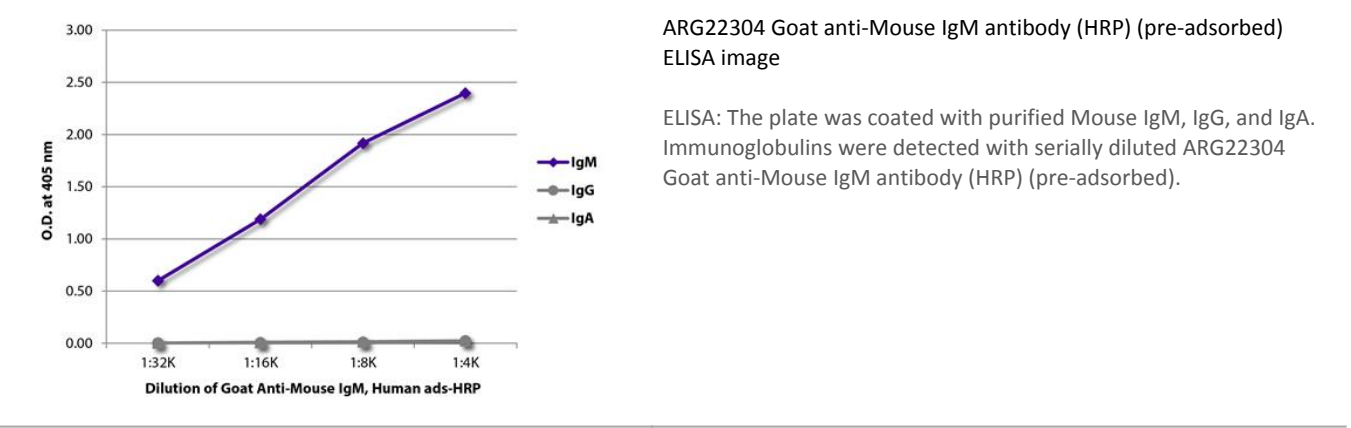 3.00
2.50
2.00
1.50
1.00
0.50
0.00
O.D. at 405 nm
1:32K 1:16K 1:8K 1:4K
Dilution of Goat Anti-Mouse IgM, Human ads-HRP
IgM
IgG
IgA
ARG22304 Goat anti-Mouse IgM antibody (HRP) (pre-adsorbed)
ELISA image
ELISA: The plate was coated with purified Mouse IgM, IgG, and IgA.
Immunoglobulins were detected with serially diluted ARG22304
Goat anti-Mouse IgM antibody (HRP) (pre-adsorbed).